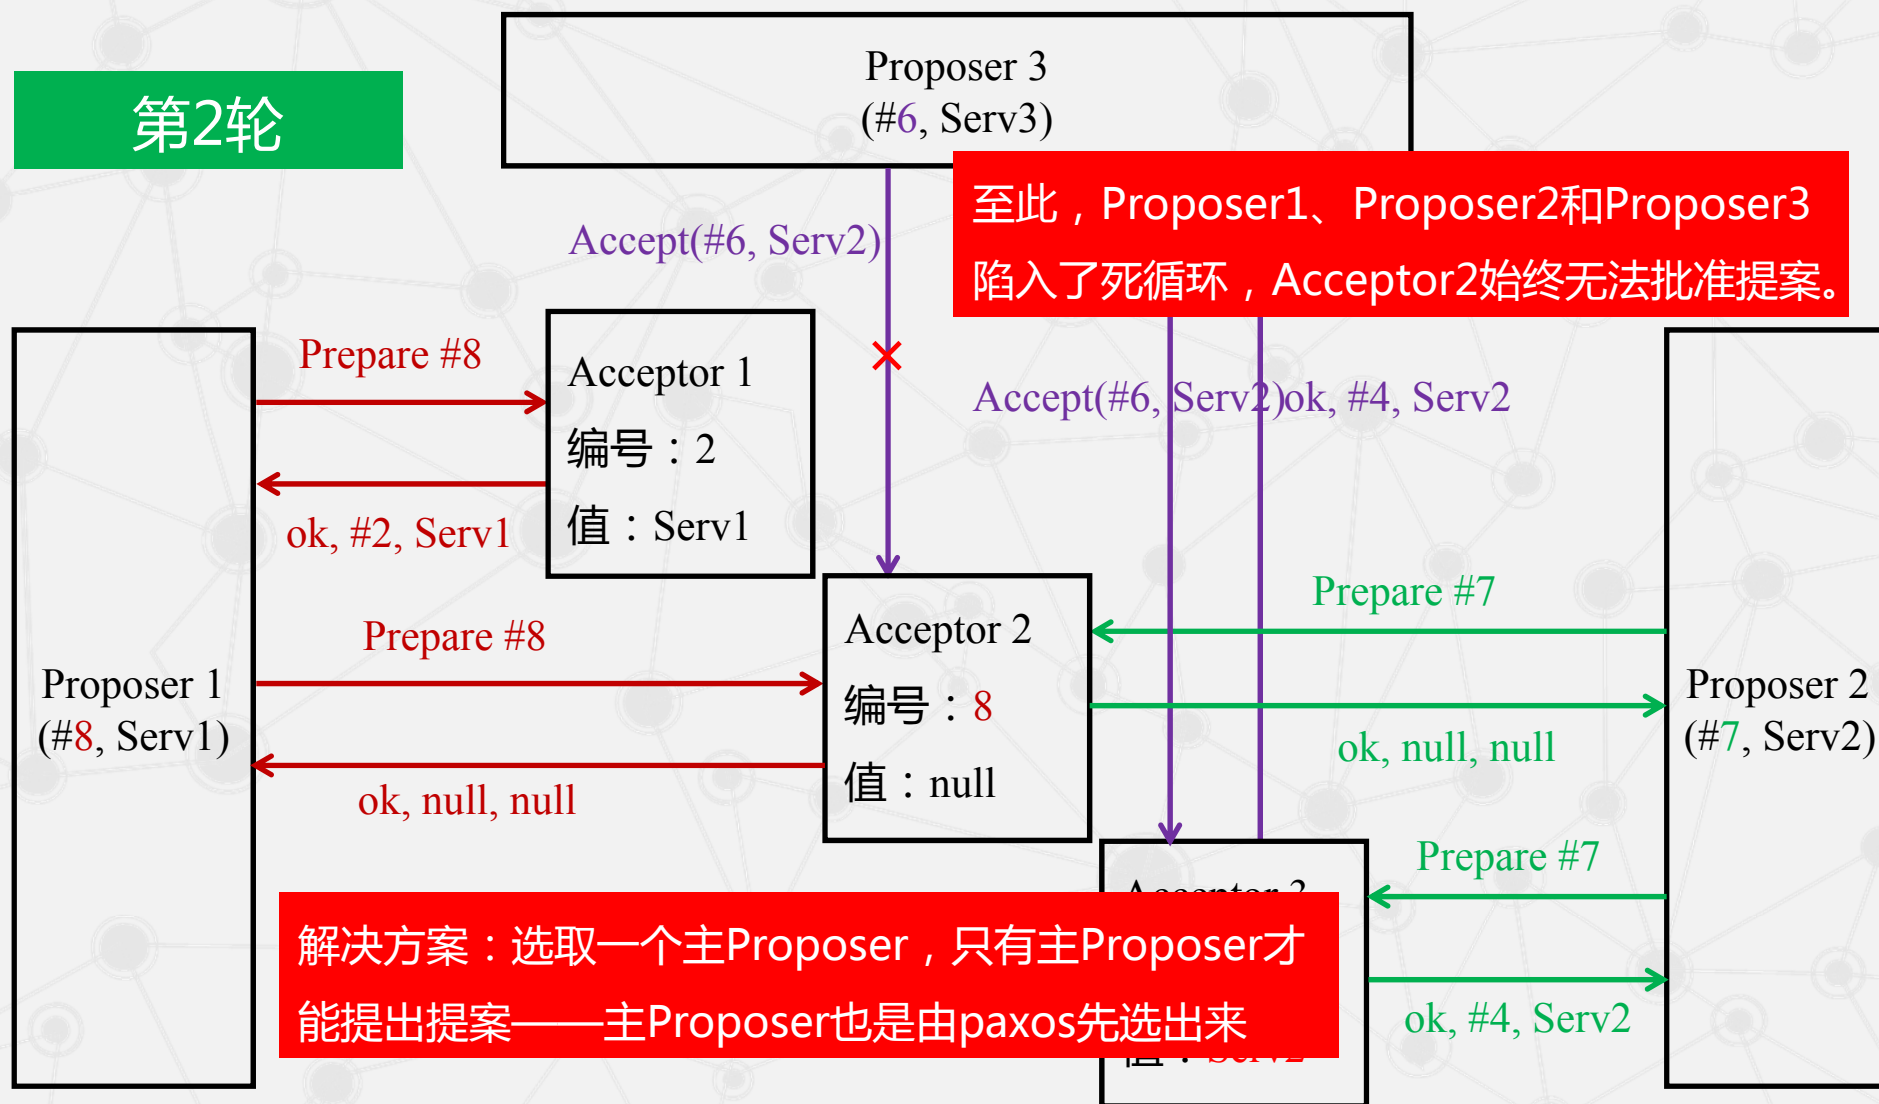 Proposer 3
(#6, Serv3)
第2轮
至此，Proposer1、Proposer2和Proposer3
陷入了死循环，Acceptor2始终无法批准提案。
Accept(#6, Serv2)
Prepare #8
Acceptor 1
编号：2
值：Serv1
ok, #2, Serv1
Accept(#6, Serv2)
ok, #4, Serv2
Prepare #8
Proposer 1
(#8, Serv1)
ok, null, null
Acceptor 2
编号：8
值：null
Prepare #7
ok, null, null
Proposer 2
(#7, Serv2)
Prepare #7
ok, #4, Serv2
解决方案：选取一个主Proposer，只有主Proposer才
能提出提案——主Proposer也是由paxos先选出来